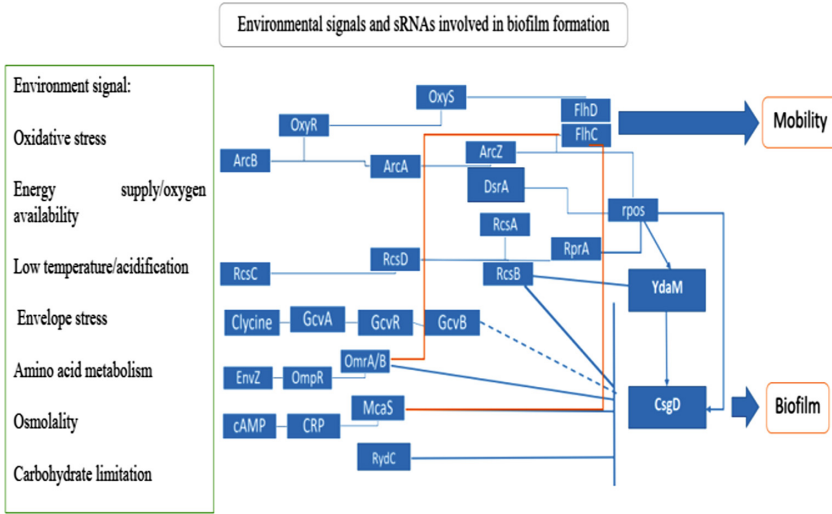 Environmental signals and sRNAs involved in biofilm formation
Environment signal:
Oxidative stress
Energy supply/oxygen
availability
Low temperature/acidification
Envelope stress
Amino acid metabolism
Osmolality
Carbohydrate limitation
OxyS
OxyR
FlhD
FlhC
Mobility
ArcB
ArcA
ArcZ
DsrA
rpos
RcsA
RcsC
RcsD
RprA
RcsB
YdaM
Clycine
GcvA
GcvR
GcvB
OmrA/B
EnvZ
OmpR
McaS
CsgD
Biofilm
cAMP
CRP
RydC